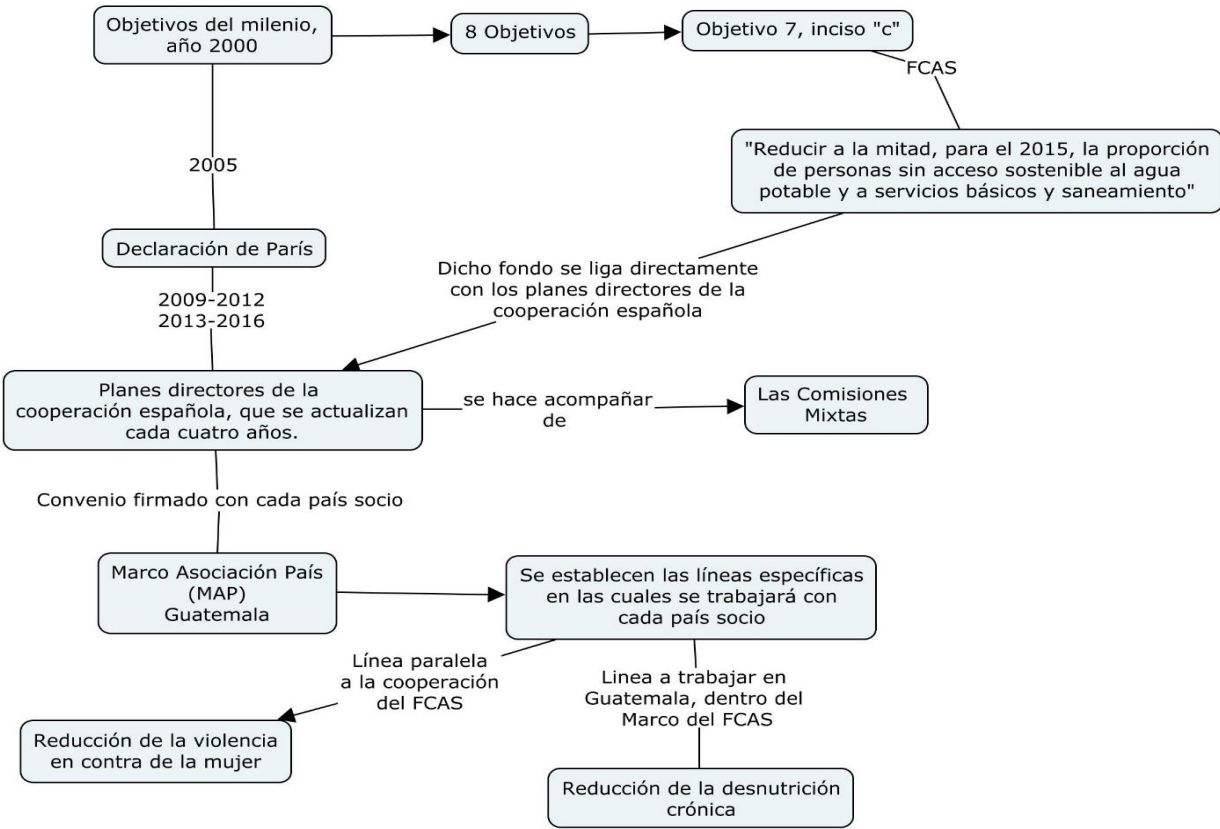 Objetivos del milenio,
año 2000
8 Objetivos
Objetivo 7, inciso "c"
FCAS
"Reducir a la mitad, para el 2015, la proporción
de personas sin acceso sostenible al agua
potable y a servicios básicos y saneamiento"
2005
Declaración de París
Dicho fondo se liga directamente
con los planes directores de la
cooperación española
2009-2012
2013-2016
Planes directores de la
cooperación española, que se actualizan
cada cuatro años.
se hace acompañar
de
Las Comisiones
Mixtas
Convenio firmado con cada país socio
Marco Asociación País
(MAP)
Guatemala
Se establecen las líneas específicas
en las cuales se trabajará con
cada país socio
Línea paralela
a la cooperación
del FCAS
Linea a trabajar en
Guatemala, dentro del
Marco del FCAS
Reducción de la violencia
en contra de la mujer
Reducción de la desnutrición
crónica